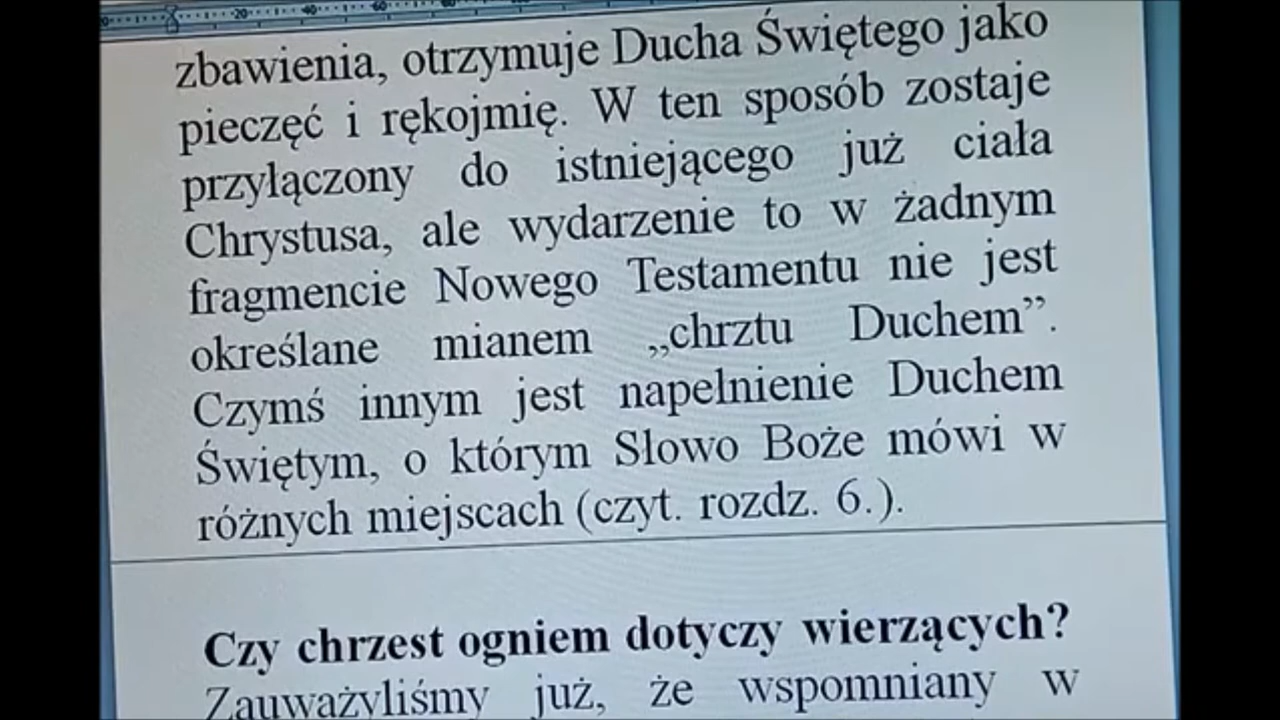 zbawienia, otrzymuje Ducha Świętego jako
pieczęć i rękojmię. W ten sposób zostaje
przyłączony do istniejącego już ciała
Chrystusa, ale wydarzenie to w żadnym
fragmencie Nowego Testamentu nie jest
określane mianem „chrztu Duchem”.
Czymś innym jest napełnienie Duchem
Świętym, o którym Słowo Boże mówi w
różnych miejscach (czyt. rozdz. 6.).
Czy chrzest ogniem dotyczy wierzących?
Zauważyliśmy już, że wspomniany w